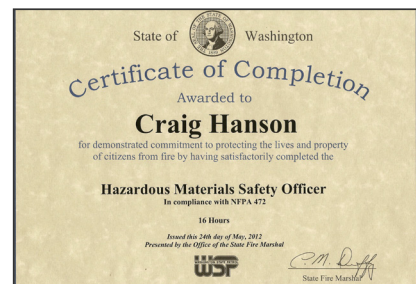 State of Washington
Certificate of Completion
Awarded to
Craig Hanson
for demonstrated commitment to protecting the lives and property
of citizens from fire by having satisfactorily completed the
Hazardous Materials Safety Officer
In compliance with NFPA 472
16 Hours
Issued this 24th day of May, 2012
Presented by the Office of the State Fire Marshal
WSP
State Fire Marshal